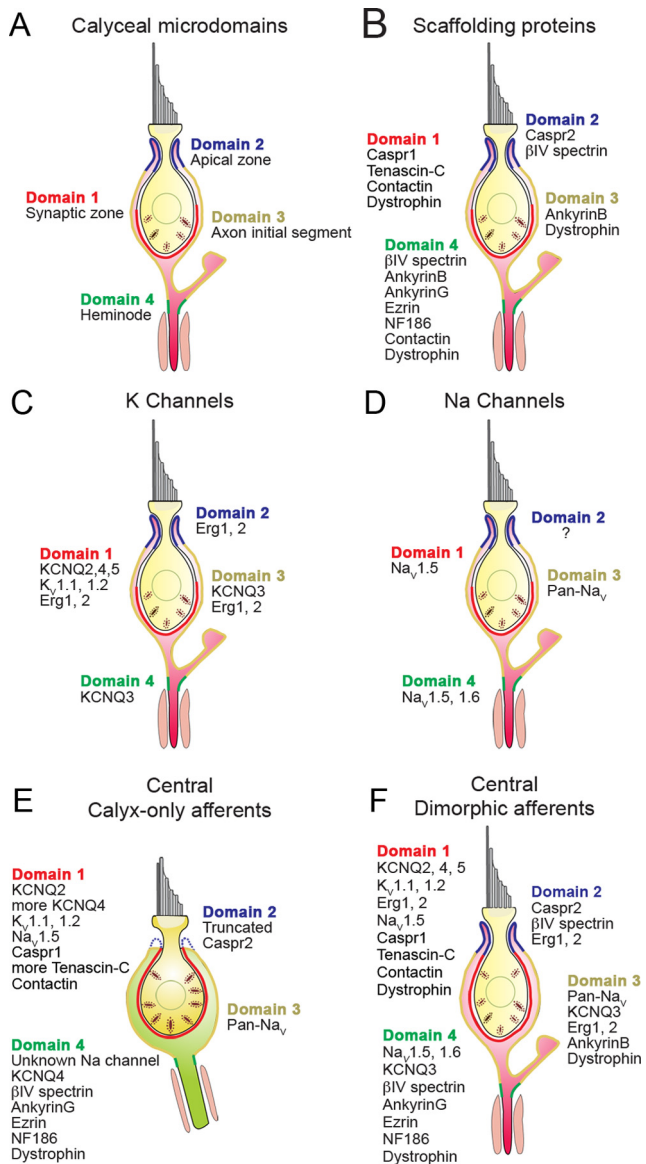 A
Calyceal microdomains
Domain 2
Apical zone
Domain 1
Synaptic zone
Domain 3
Axon initial segment
Domain 4
Heminode
B
Scaffolding proteins
Domain 2
Caspr2
βIV spectrin
Domain 1
Caspr1
Tenascin-C
Contactin
Dystrophin
Domain 3
AnkyrinB
Dystrophin
Domain 4
βIV spectrin
AnkyrinB
AnkyrinG
Ezrin
NF186
Contactin
Dystrophin
C
K Channels
Domain 2
Erg1, 2
Domain 1
KCNQ2,4,5
KV1.1, 1.2
Erg1, 2
Domain 3
KCNQ3
Erg1, 2
Domain 4
KCNQ3
D
Na Channels
Domain 2
?
Domain 1
NaV1.5
Domain 3
Pan-NaV
Domain 4
NaV1.5, 1.6
E
Central
Calyx-only afferents
Domain 1
KCNQ2
more KCNQ4
KV1.1, 1.2
NaV1.5
Caspr1
more Tenascin-C
Contactin
Domain 2
Truncated
Caspr2
Domain 3
Pan-NaV
Domain 4
Unknown Na channel
KCNQ4
βIV spectrin
AnkyrinG
Ezrin
NF186
Dystrophin
F
Central
Dimorphic afferents
Domain 1
KCNQ2, 4, 5
KV1.1, 1.2
Erg1, 2
NaV1.5
Caspr1
Tenascin-C
Contactin
Dystrophin
Domain 2
Caspr2
βIV spectrin
Erg1, 2
Domain 3
Pan-NaV
KCNQ3
Erg1, 2
AnkyrinB
Dystrophin
Domain 4
NaV1.5, 1.6
KCNQ3
βIV spectrin
AnkyrinG
Ezrin
NF186
Dystrophin